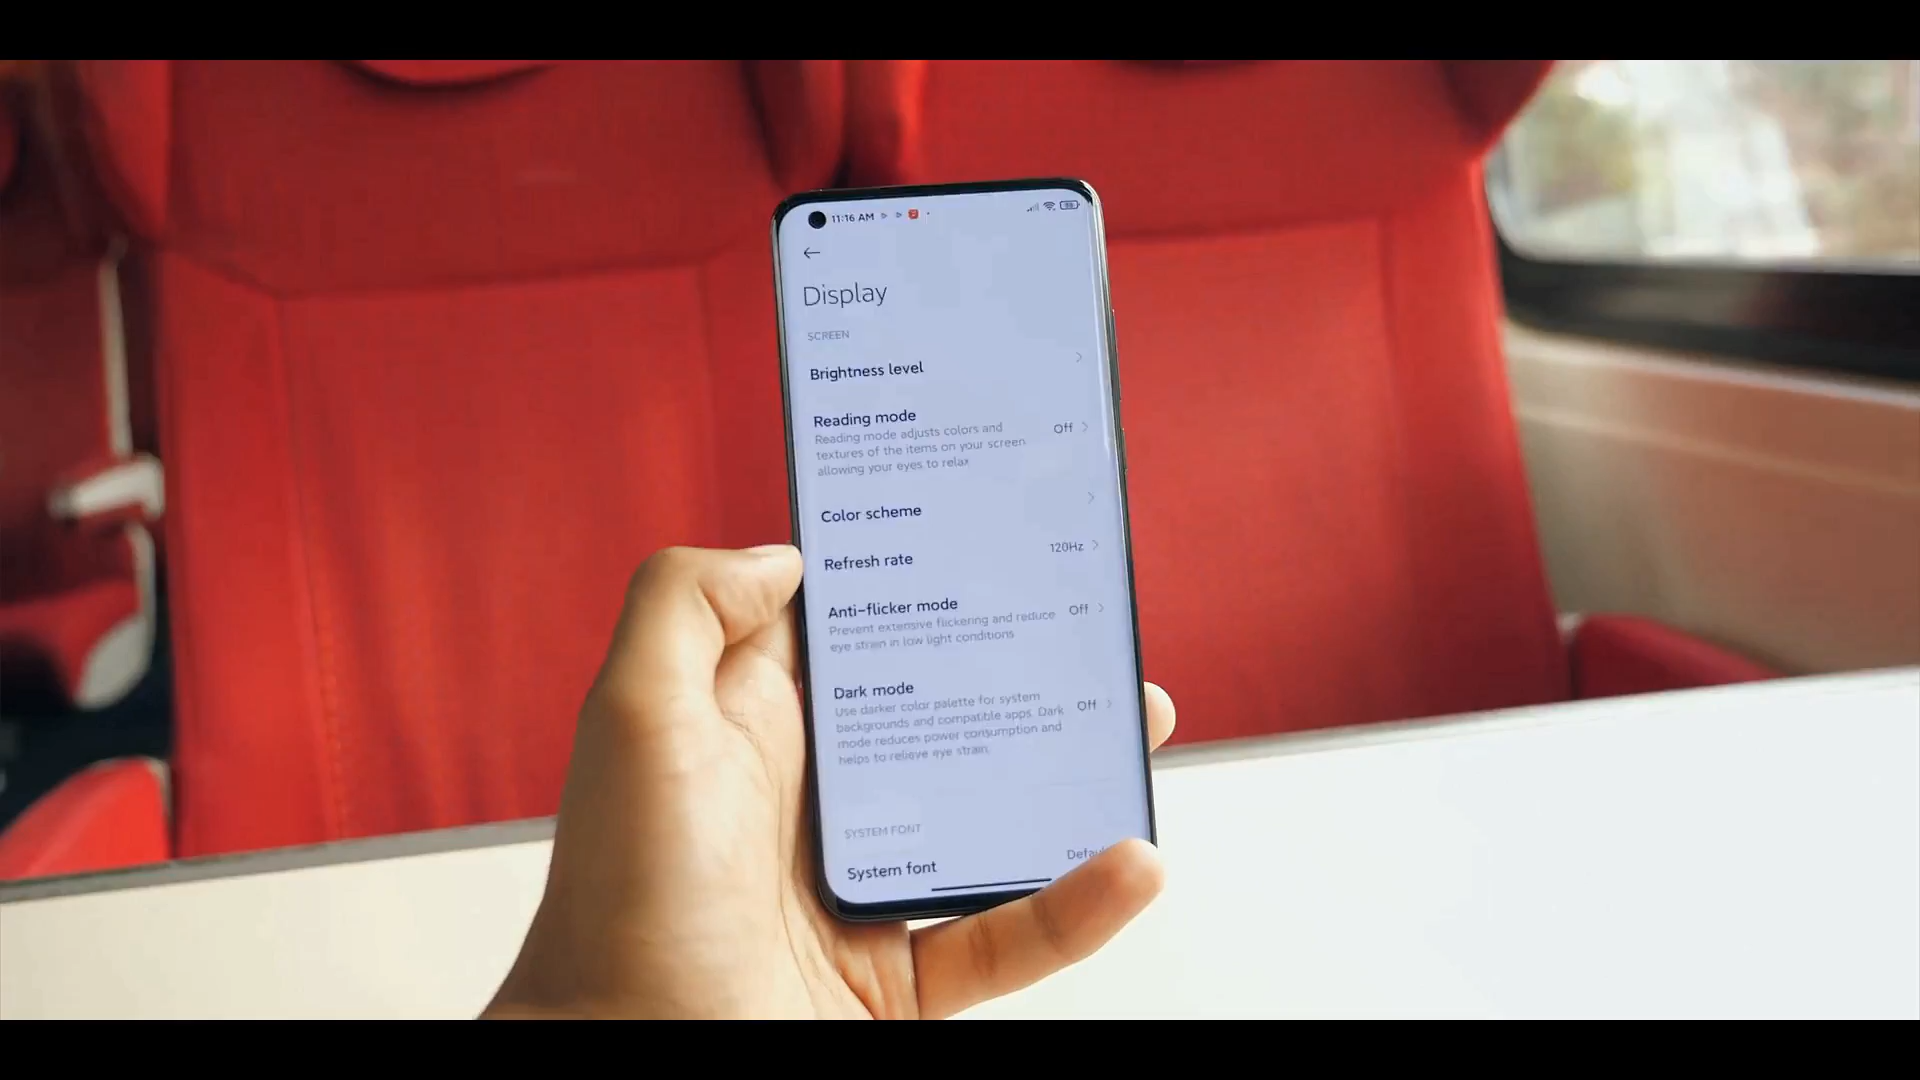 11:16 AM
Display
SCREEN
Brightness level
Reading mode
Reading mode adjusts colors and
textures of the items on your screen
allowing your eyes to relax
Off
Color scheme
Refresh rate
120Hz
Anti-flicker mode
Prevent extensive flickering and reduce
eye strain in low light conditions
Off
Dark mode
Use darker color palette for system
backgrounds and compatible apps. Dark
mode reduces power consumption and
helps to relieve eye strain.
Off
SYSTEM FONT
System font